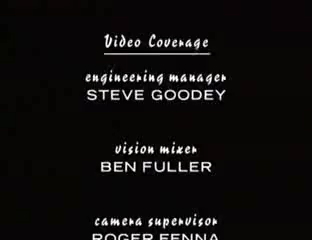 Video Coverage
engineering manager
STEVE GOODEY
vision mixer
BEN FULLER
camera supervisor
ROGER FENNA